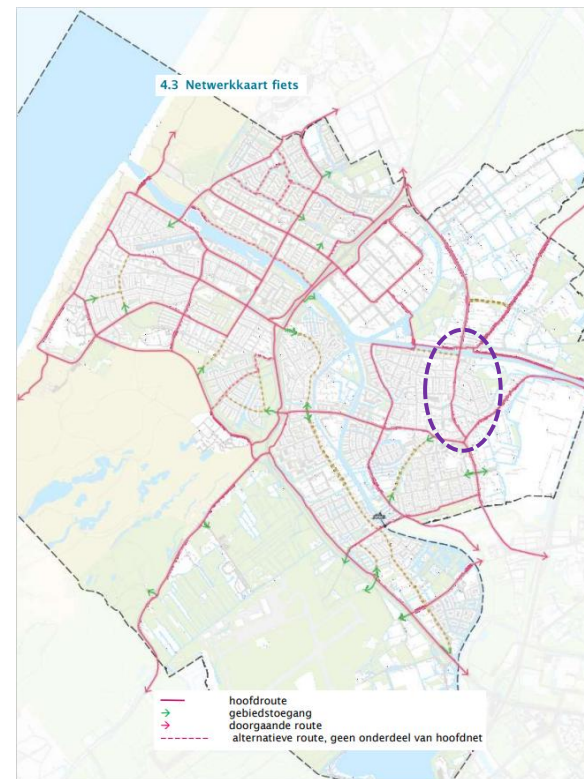 4.3 Netwerkkaart fiets
hoofdroute
gebiedstoegang
doorgaande route
alternatieve route, geen onderdeel van hoofdnet